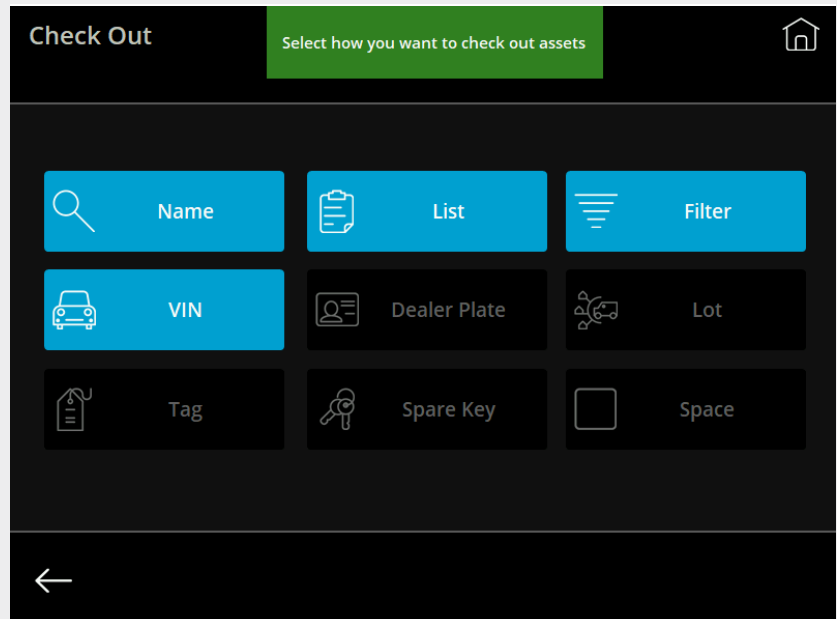 Check Out
Select how you want to check out assets
Name
List
Filter
VIN
Dealer Plate
Lot
Tag
Spare Key
Space